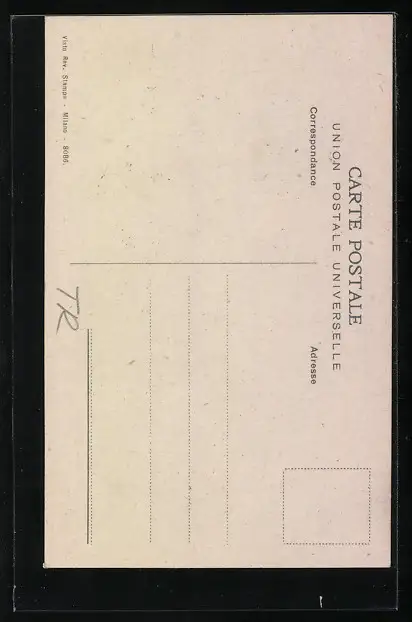 CARTE POSTALE
UNION POSTALE UNIVERSELLE
Correspondance
Adresse
TR
Visto Rev. Stampa - Milano - 8086.